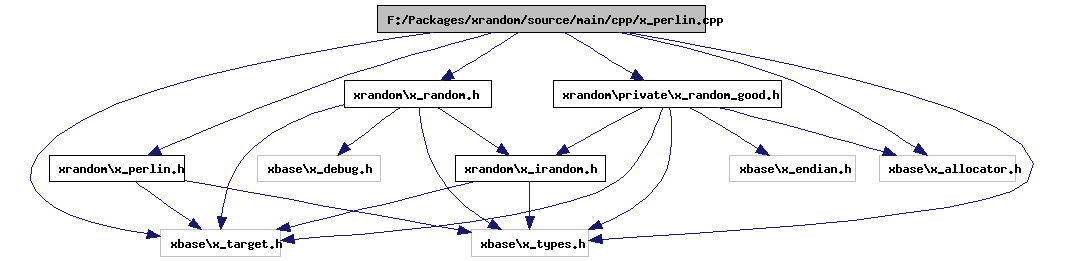 F:/Packages/xrandom/source/main/cpp/x_perlin.cpp
xrandom\x_random.h
xrandom\private\x_random_good.h
xrandom\x_perlin.h
xbase\x_debug.h
xrandom\x_irandom.h
xbase\x_endian.h
xbase\x_allocator.h
xbase\x_target.h
xbase\x_types.h